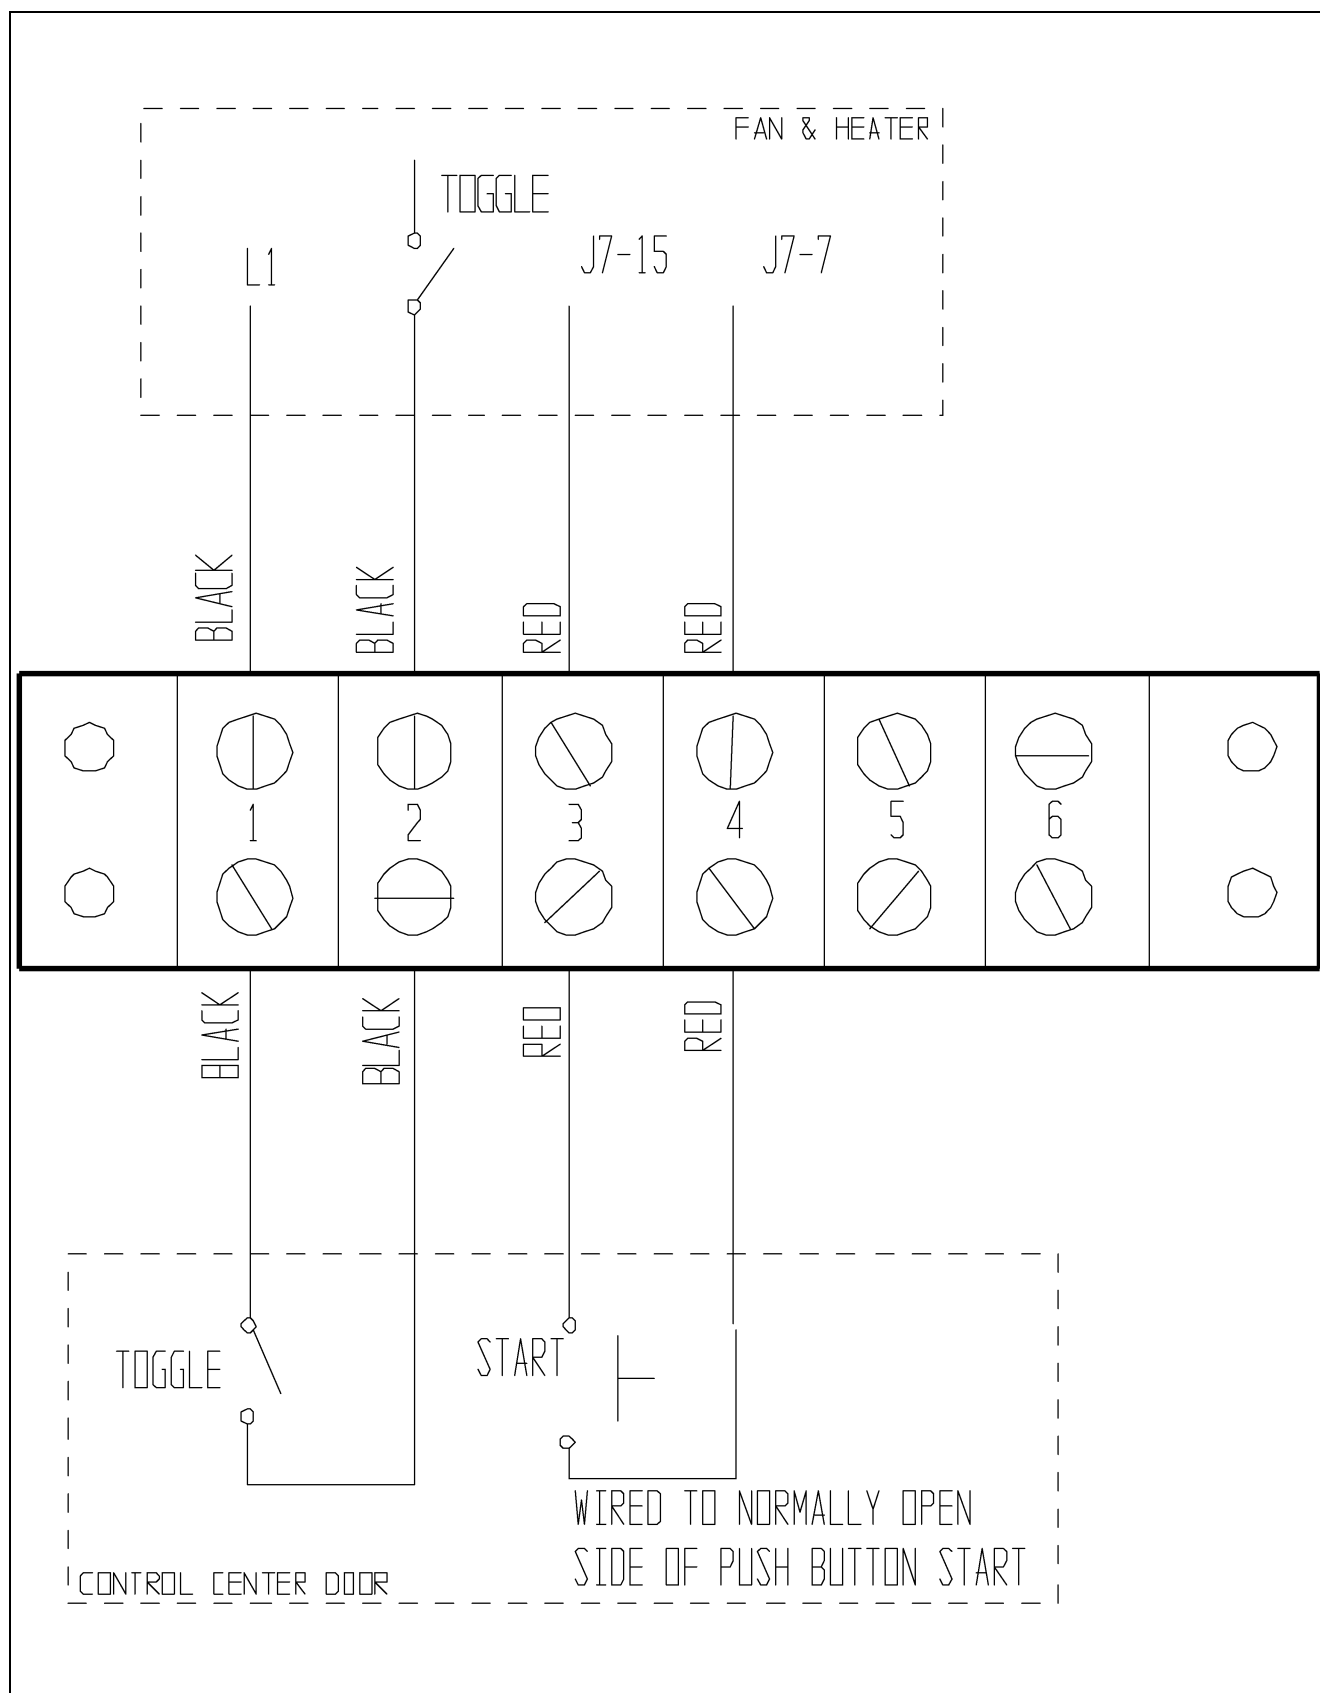 FAN & HEATER
TOGGLE
L1
J7-15
J7-7
BLACK
BLACK
RED
RED
1
2
3
4
5
6
BLACK
BLACK
RED
RED
TOGGLE
START
WIRED TO NORMALLY OPEN
SIDE OF PUSH BUTTON START
CONTROL CENTER DOOR